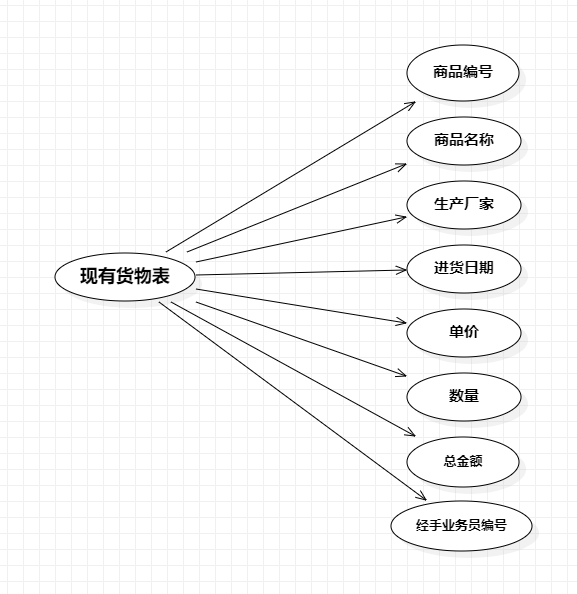 商品编号
商品名称
生产厂家
进货日期
现有货物表
单价
数量
总金额
经手业务员编号